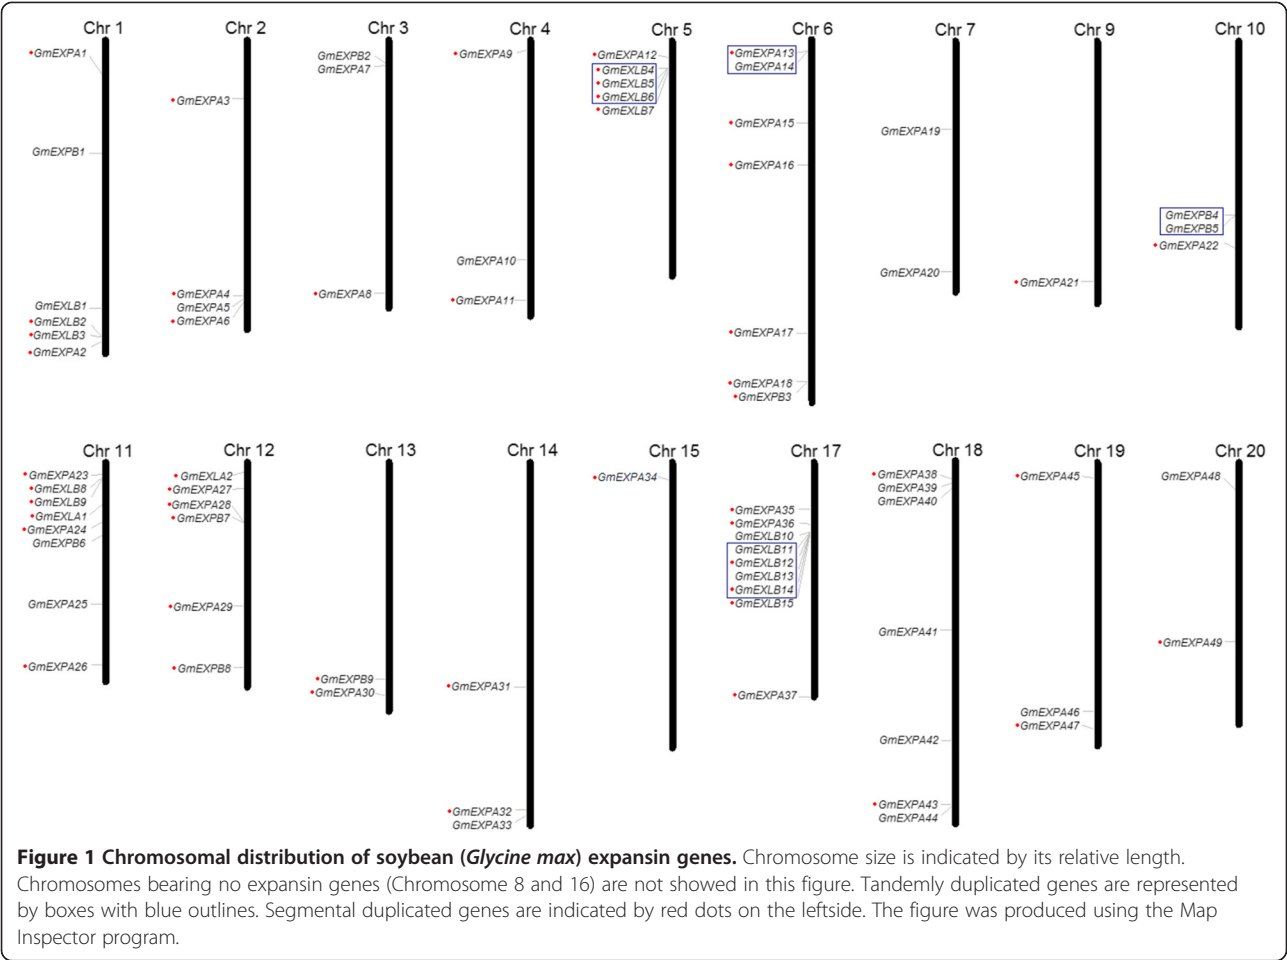 Chr 1
GmEXPA1
GmEXPB1
GmEXLB1
GmEXLB2
GmEXLB3
GmEXPA2
Chr 2
GmEXPA3
GmEXPA4
GmEXPA5
GmEXPA6
Chr 3
GmEXPB2
GmEXPA7
GmEXPA8
Chr 4
GmEXPA9
GmEXPA10
GmEXPA11
Chr 5
GmEXPA12
GmEXLB4
GmEXLB5
GmEXLB6
GmEXLB7
Chr 6
GmEXPA13
GmEXPA14
GmEXPA15
GmEXPA16
GmEXPA17
GmEXPA18
GmEXPB3
Chr 7
GmEXPA19
GmEXPA20
Chr 9
GmEXPA21
Chr 10
GmEXPB4
GmEXPB5
GmEXPA22
Chr 11
GmEXPA23
GmEXLB8
GmEXLB9
GmEXLA1
GmEXPA24
GmEXPB6
GmEXPA25
GmEXPA26
Chr 12
GmEXLA2
GmEXPA27
GmEXPA28
GmEXPB7
GmEXPA29
GmEXPB8
Chr 13
GmEXPB9
GmEXPA30
Chr 14
GmEXPA31
GmEXPA32
GmEXPA33
Chr 15
GmEXPA34
Chr 17
GmEXPA35
GmEXPA36
GmEXLB10
GmEXLB11
GmEXLB12
GmEXLB13
GmEXLB14
GmEXLB15
GmEXPA37
Chr 18
GmEXPA38
GmEXPA39
GmEXPA40
GmEXPA41
GmEXPA42
GmEXPA43
GmEXPA44
Chr 19
GmEXPA45
GmEXPA46
GmEXPA47
Chr 20
GmEXPA48
GmEXPA49
Figure 1 Chromosomal distribution of soybean (Glycine max) expansin genes. Chromosome size is indicated by its relative length.
Chromosomes bearing no expansin genes (Chromosome 8 and 16) are not showed in this figure. Tandemly duplicated genes are represented
by boxes with blue outlines. Segmental duplicated genes are indicated by red dots on the leftside. The figure was produced using the Map
Inspector program.